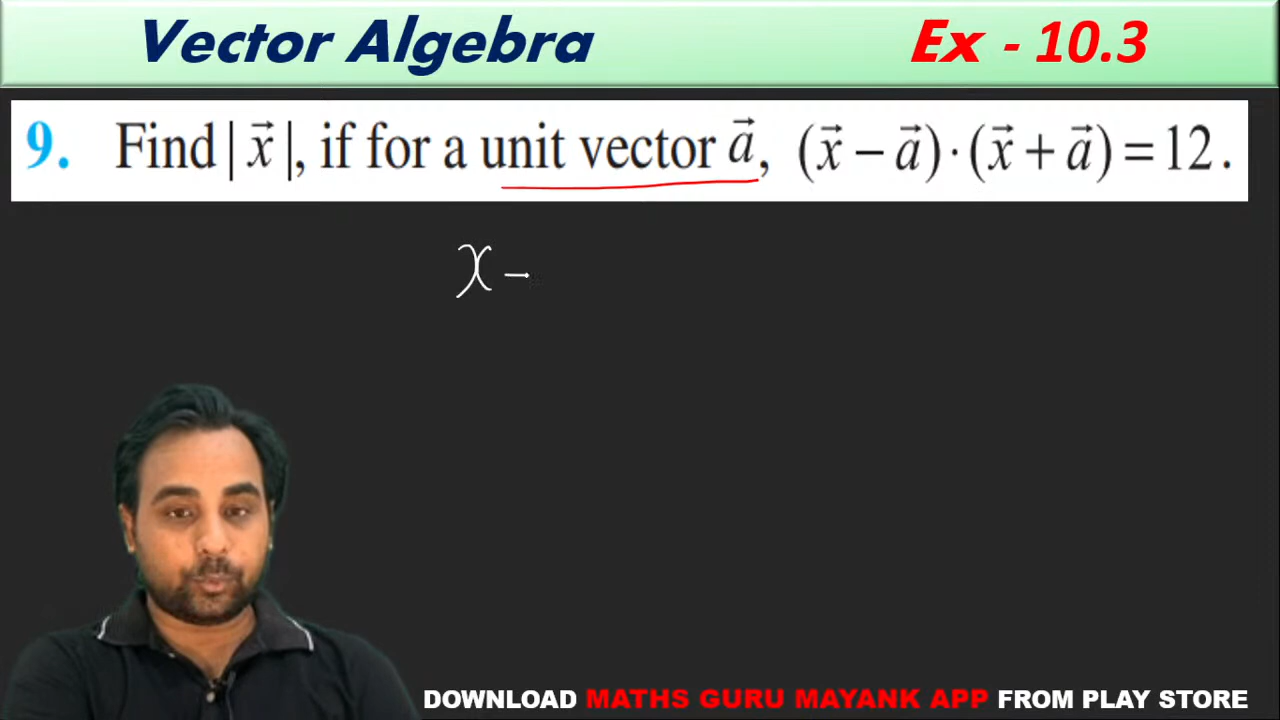 Vector Algebra Ex - 10.3
9. Find |x⃗|, if for a unit vector a⃗, (x⃗ − a⃗)·(x⃗ + a⃗) = 12.
x −
DOWNLOAD MATHS GURU MAYANK APP FROM PLAY STORE